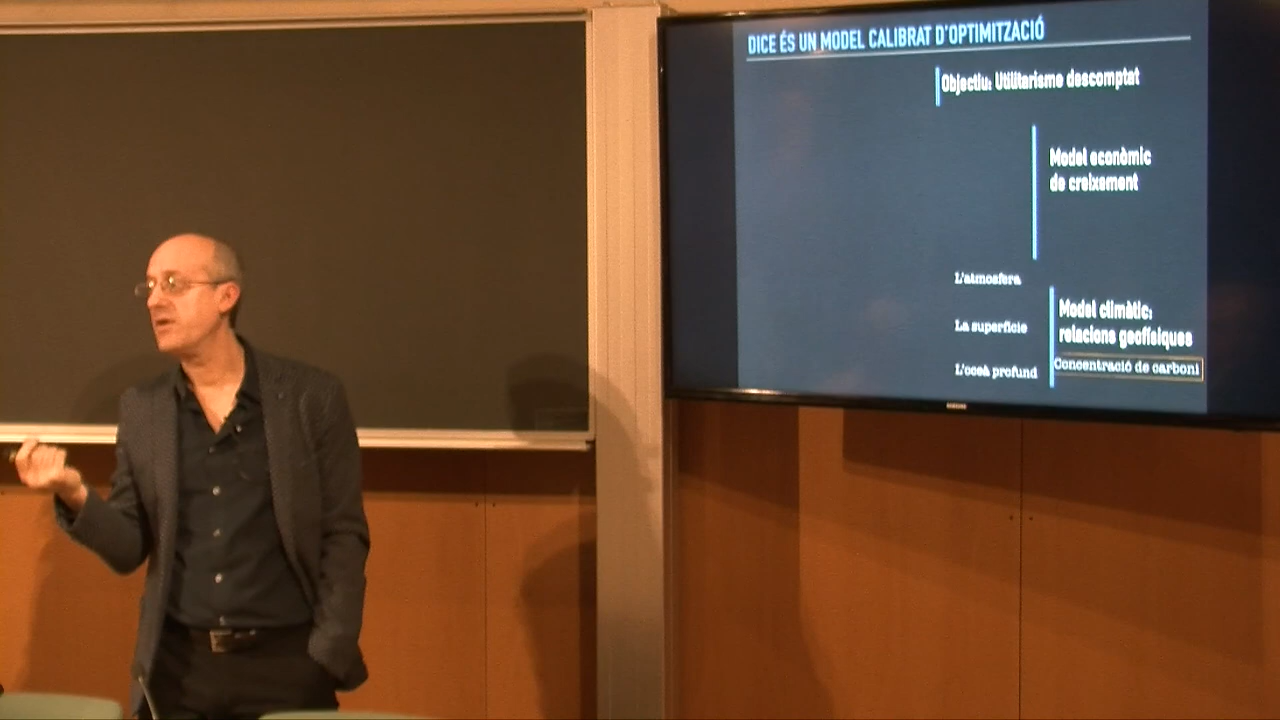 DICE ÉS UN MODEL CALIBRAT D'OPTIMITZACIÓ
Objectiu: Utilitarisme descomptat
Model econòmic
de creixement
L'atmosfera
La superfície
L'oceà profund
Model climàtic:
relacions geofísiques
Concentració de carboni
SAMSUNG